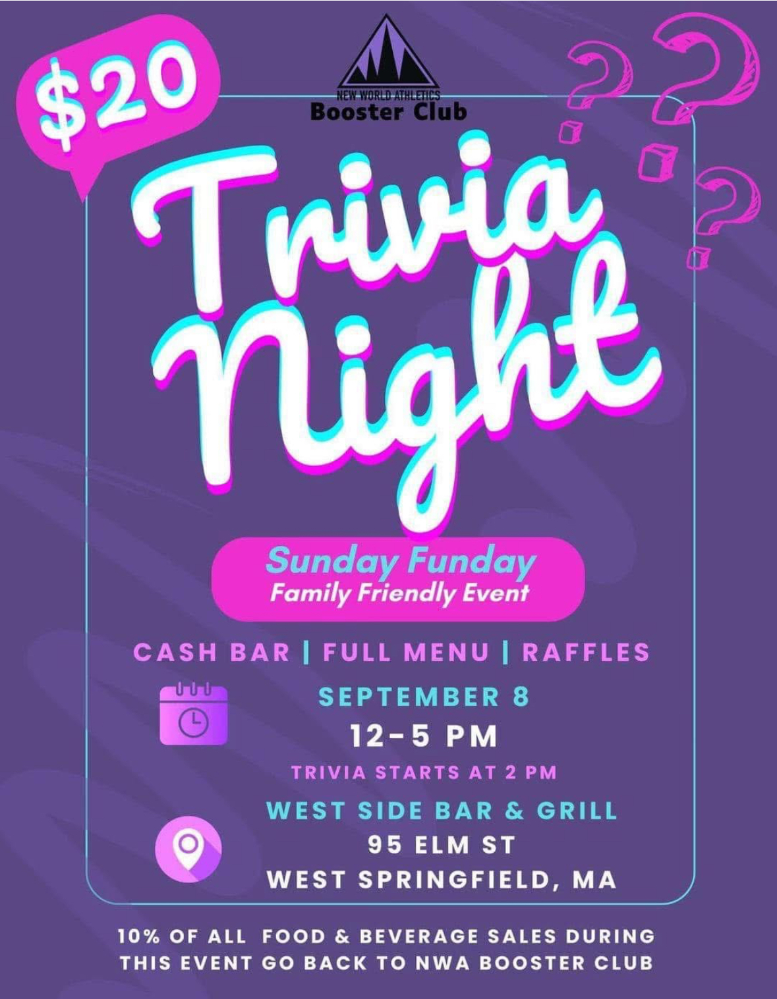 $20
NEW WORLD ATHLETICS
Booster Club
Trivia
Night
Sunday Funday
Family Friendly Event
CASH BAR | FULL MENU | RAFFLES
SEPTEMBER 8
12-5 PM
TRIVIA STARTS AT 2 PM
WEST SIDE BAR & GRILL
95 ELM ST
WEST SPRINGFIELD, MA
10% OF ALL FOOD & BEVERAGE SALES DURING
THIS EVENT GO BACK TO NWA BOOSTER CLUB